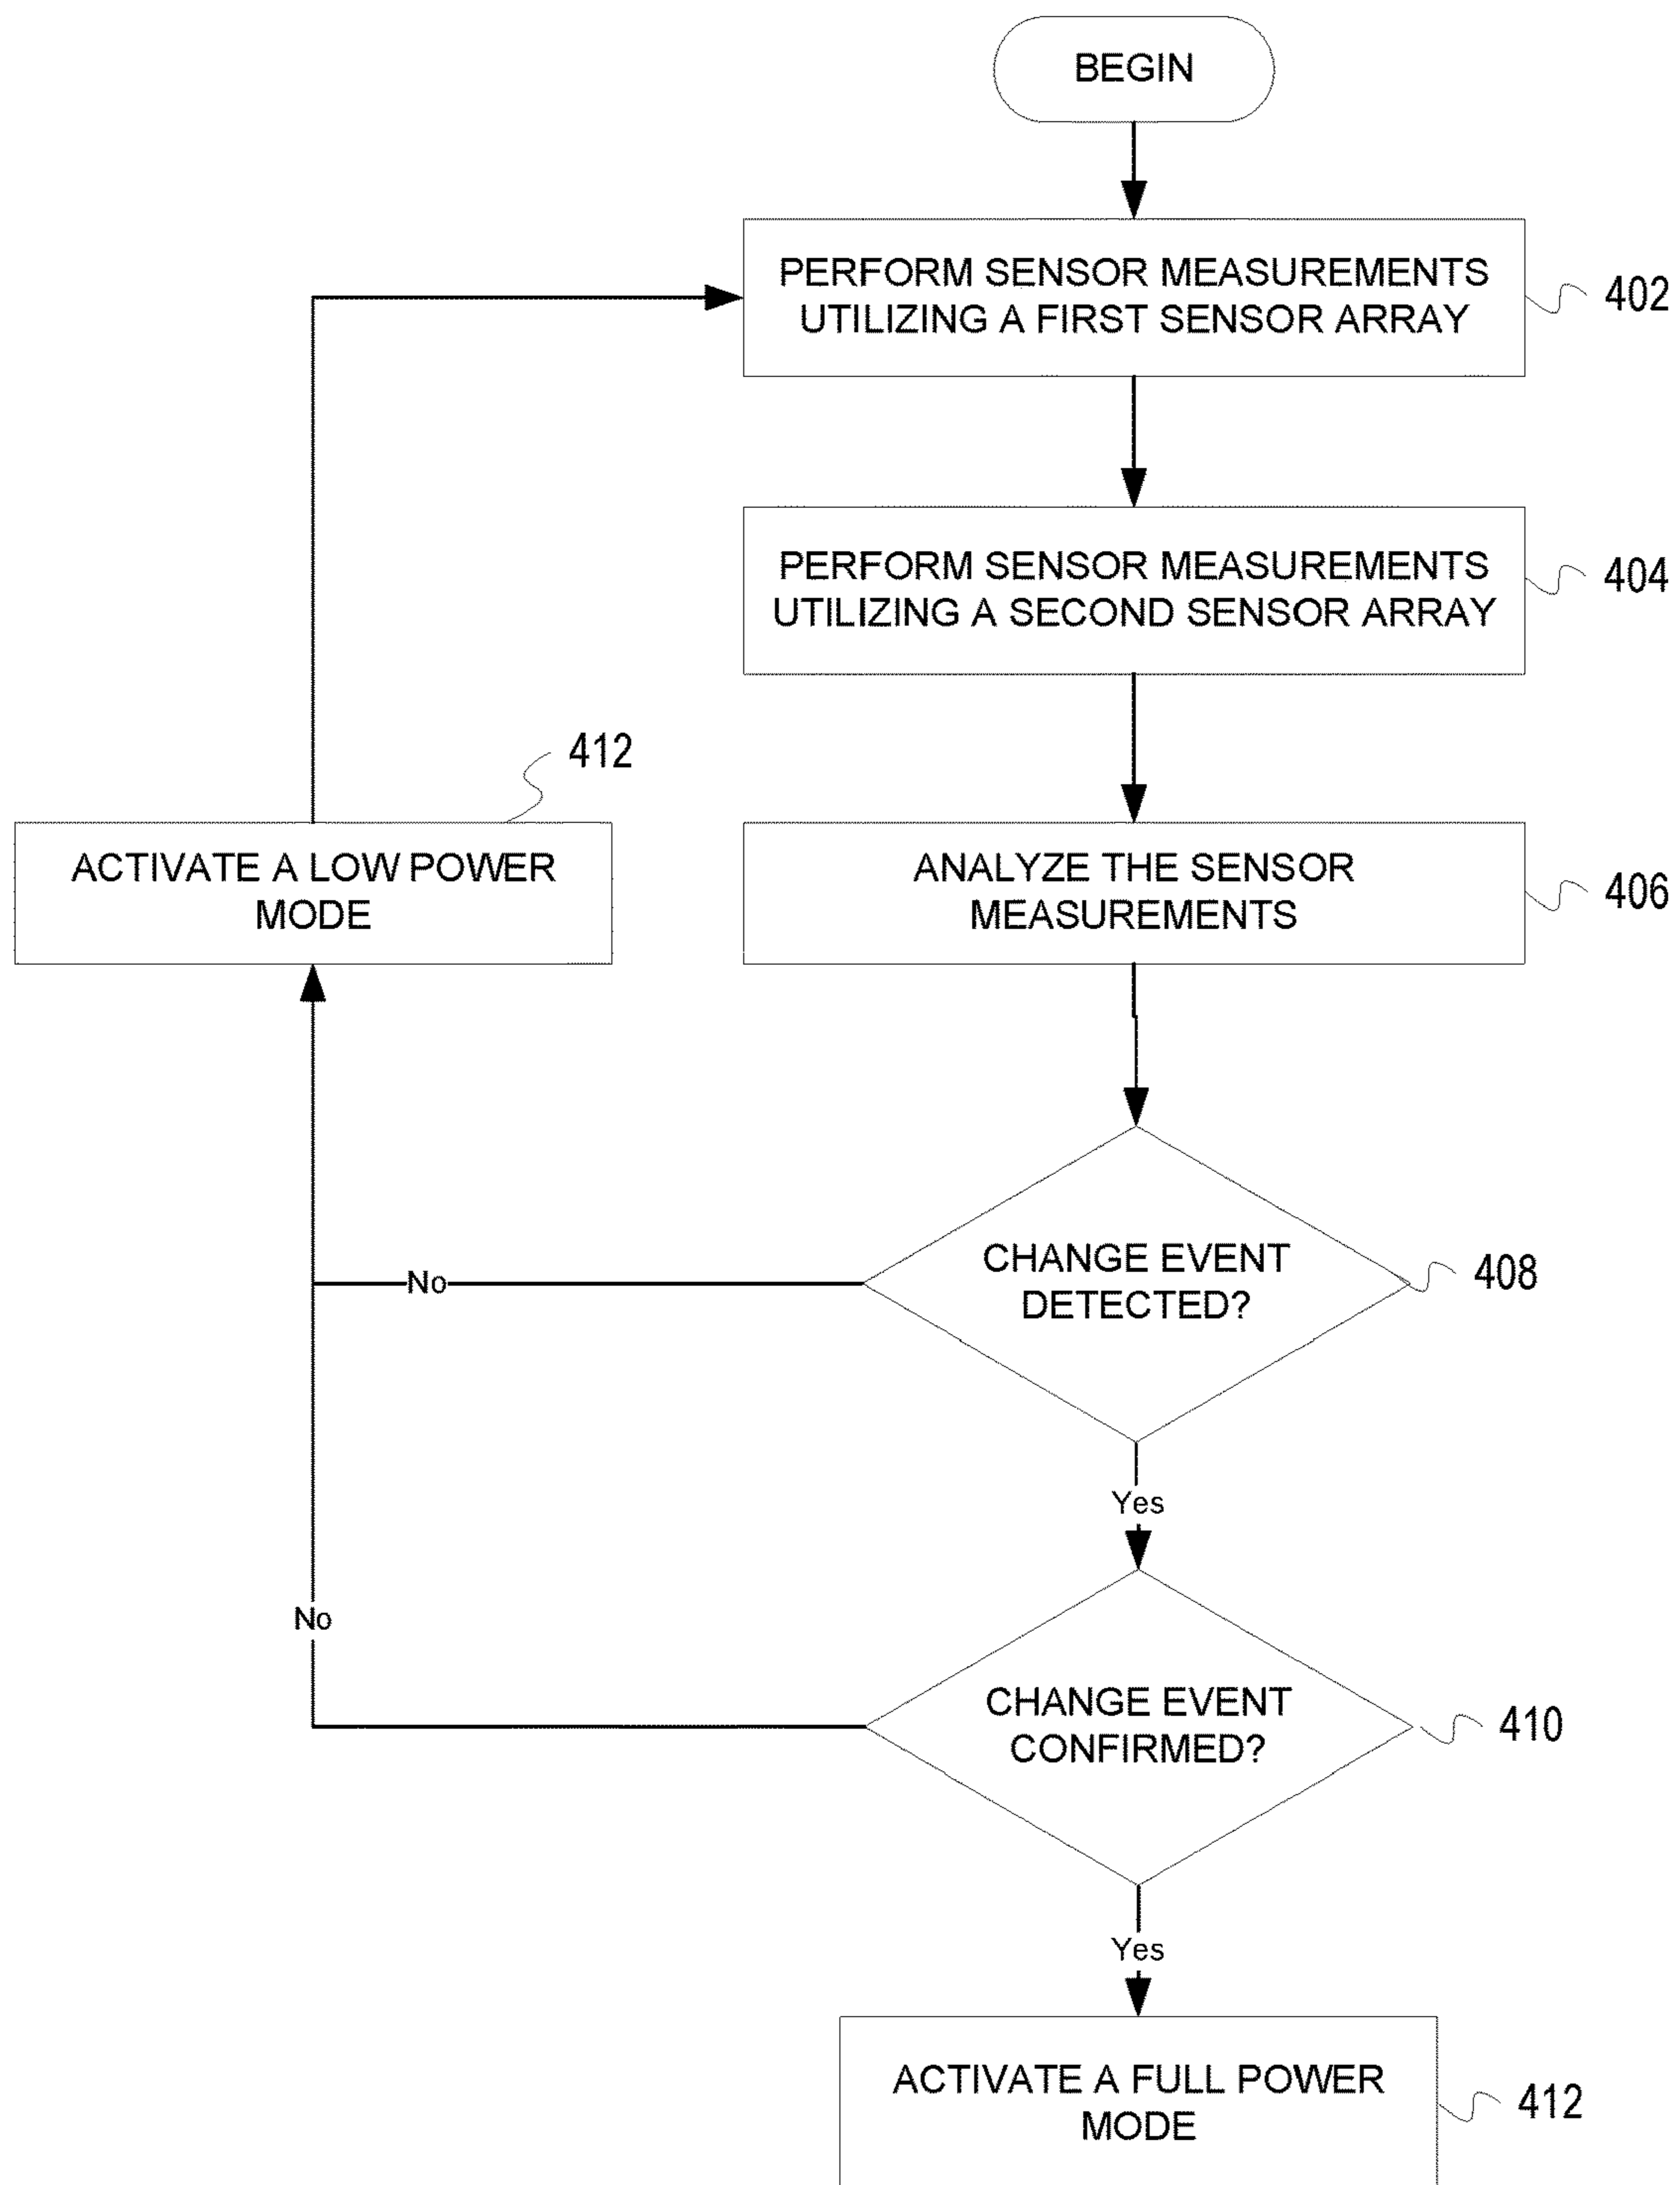 BEGIN
PERFORM SENSOR MEASUREMENTS
UTILIZING A FIRST SENSOR ARRAY
402
PERFORM SENSOR MEASUREMENTS
UTILIZING A SECOND SENSOR ARRAY
404
412
ACTIVATE A LOW POWER
MODE
ANALYZE THE SENSOR
MEASUREMENTS
406
CHANGE EVENT
DETECTED?
408
No
Yes
No
CHANGE EVENT
CONFIRMED?
410
Yes
ACTIVATE A FULL POWER
MODE
412